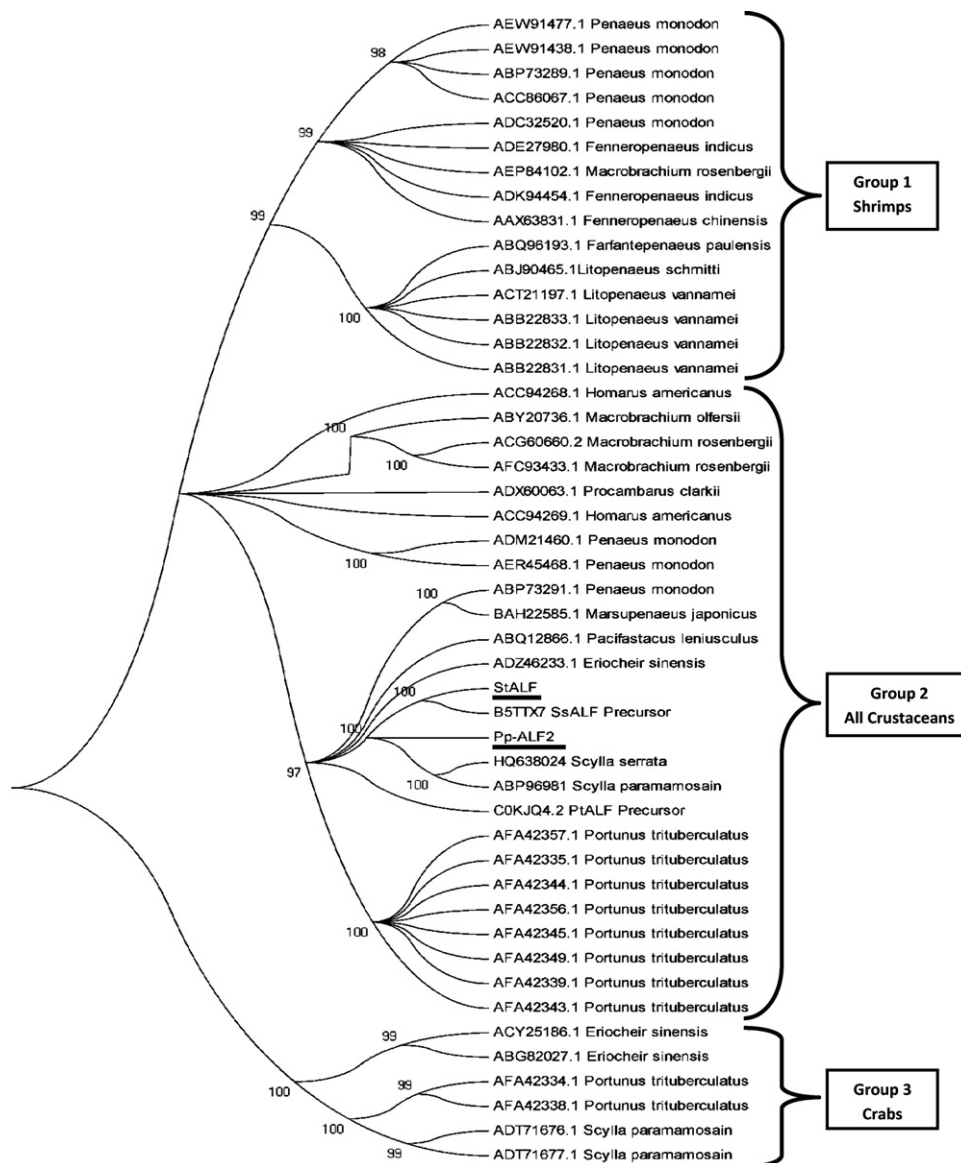 AEW91477.1 Penaeus monodon
98
AEW91438.1 Penaeus monodon
ABP73289.1 Penaeus monodon
ACC86067.1 Penaeus monodon
ADC32520.1 Penaeus monodon
99
ADE27980.1 Fenneropenaeus indicus
AEP84102.1 Macrobrachium rosenbergii
Group 1
Shrimps
ADK94454.1 Fenneropenaeus indicus
99
AAX63831.1 Fenneropenaeus chinensis
ABQ96193.1 Farfantepenaeus paulensis
ABJ90465.1Litopenaeus schmitti
ACT21197.1 Litopenaeus vannamei
100
ABB22833.1 Litopenaeus vannamei
ABB22832.1 Litopenaeus vannamei
ABB22831.1 Litopenaeus vannamei
ACC94268.1 Homarus americanus
100
ABY20736.1 Macrobrachium olfersii
ACG60660.2 Macrobrachium rosenbergii
100
AFC93433.1 Macrobrachium rosenbergii
ADX60063.1 Procambarus clarkii
ACC94269.1 Homarus americanus
ADM21460.1 Penaeus monodon
100
AER45468.1 Penaeus monodon
100
ABP73291.1 Penaeus monodon
BAH22585.1 Marsupenaeus japonicus
ABQ12866.1 Pacifastacus leniusculus
ADZ46233.1 Eriocheir sinensis
100
StALF
Group 2
All Crustaceans
B5TTX7 SsALF Precursor
100
Pp-ALF2
97
HQ638024 Scylla serrata
100
ABP96981 Scylla paramamosain
C0KJQ4.2 PtALF Precursor
AFA42357.1 Portunus trituberculatus
AFA42335.1 Portunus trituberculatus
AFA42344.1 Portunus trituberculatus
AFA42356.1 Portunus trituberculatus
100
AFA42345.1 Portunus trituberculatus
AFA42349.1 Portunus trituberculatus
AFA42339.1 Portunus trituberculatus
AFA42343.1 Portunus trituberculatus
99
ACY25186.1 Eriocheir sinensis
ABG82027.1 Eriocheir sinensis
100
99
AFA42334.1 Portunus trituberculatus
Group 3
Crabs
AFA42338.1 Portunus trituberculatus
100
ADT71676.1 Scylla paramamosain
99
ADT71677.1 Scylla paramamosain